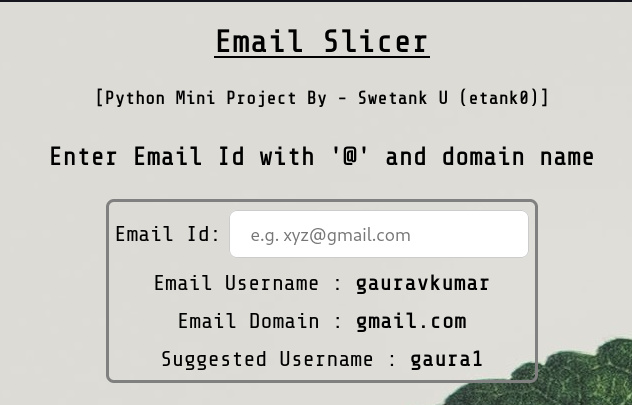 Email Slicer
[Python Mini Project By - Swetank U (etank0)]
Enter Email Id with '@' and domain name
Email Id: e.g. xyz@gmail.com
Email Username : gauravkumar
Email Domain : gmail.com
Suggested Username : gaura1